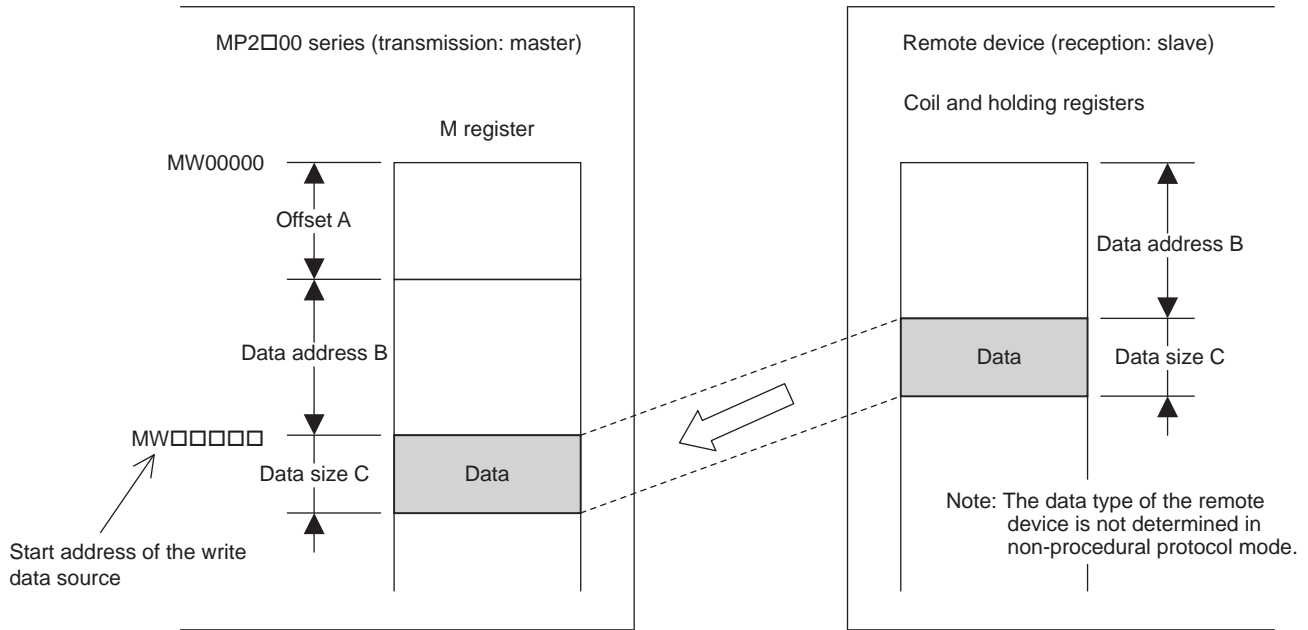 MP2□00 series (transmission: master)
M register
MW00000
Offset A
Data address B
MW□□□□□
Data size C
Data
Start address of the write
data source
Remote device (reception: slave)
Coil and holding registers
Data address B
Data
Data size C
Note: The data type of the remote
device is not determined in
non-procedural protocol mode.